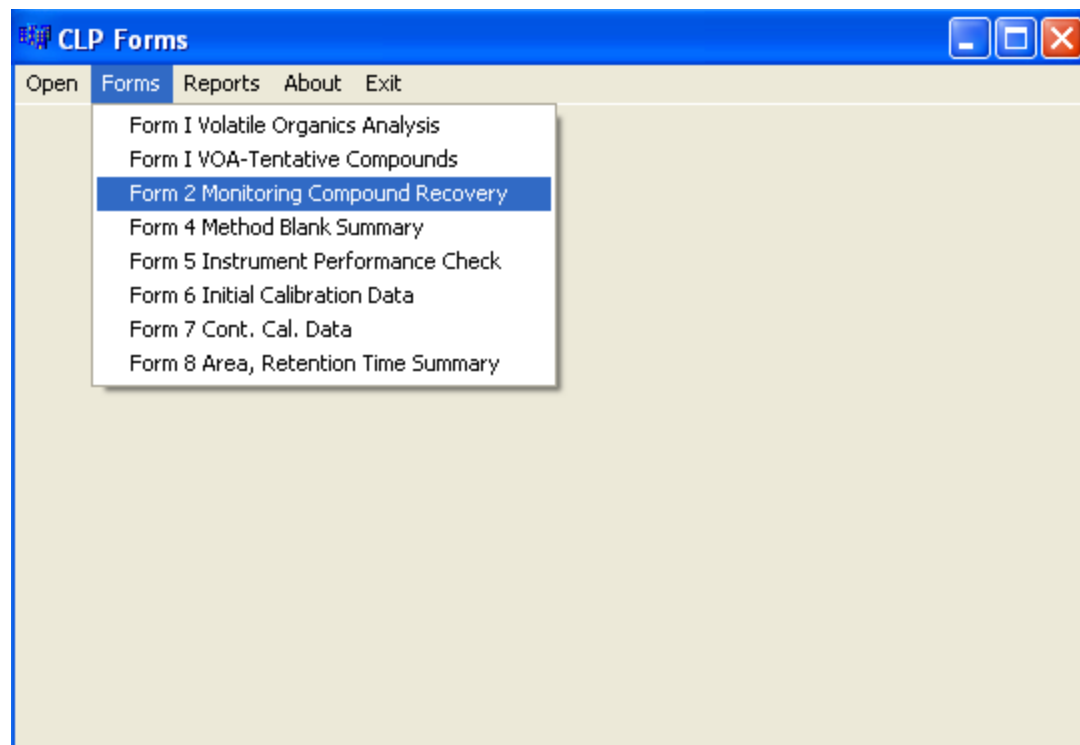 CLP Forms
Open Forms Reports About Exit
Form I Volatile Organics Analysis
Form I VOA-Tentative Compounds
Form 2 Monitoring Compound Recovery
Form 4 Method Blank Summary
Form 5 Instrument Performance Check
Form 6 Initial Calibration Data
Form 7 Cont. Cal. Data
Form 8 Area, Retention Time Summary